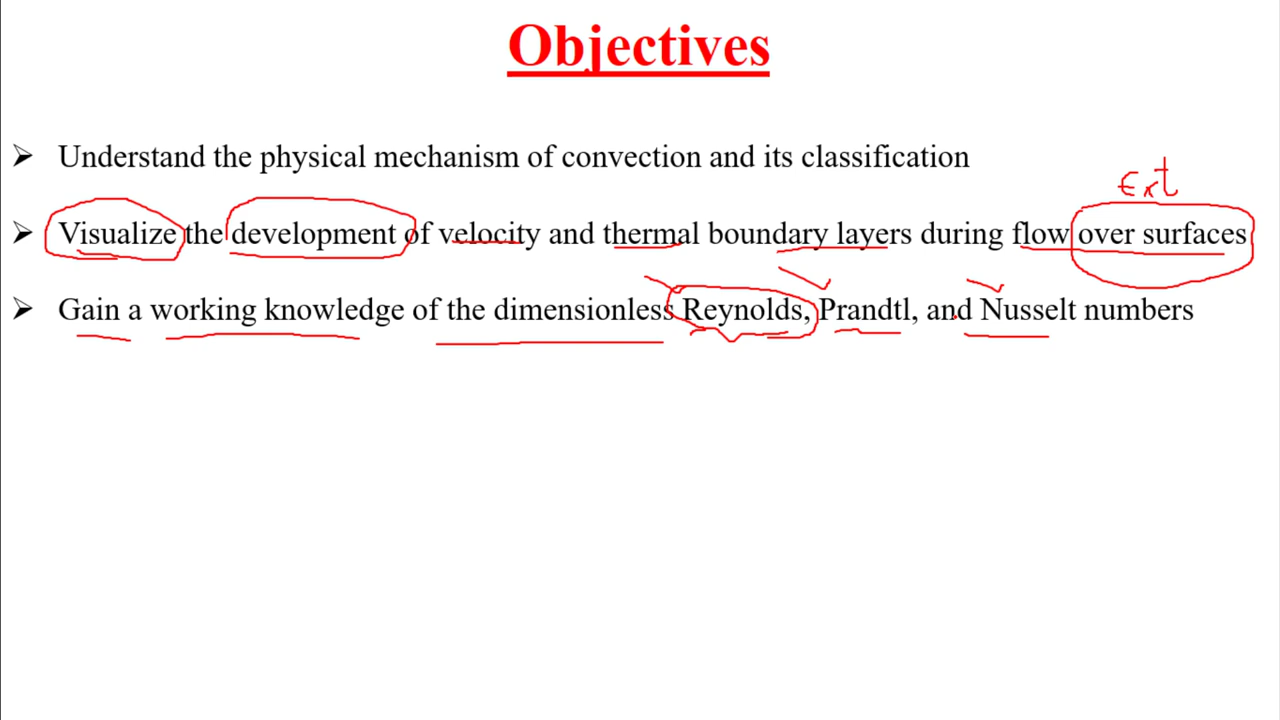 Objectives
Understand the physical mechanism of convection and its classification
Ext
Visualize the development of velocity and thermal boundary layers during flow over surfaces
Gain a working knowledge of the dimensionless Reynolds, Prandtl, and Nusselt numbers